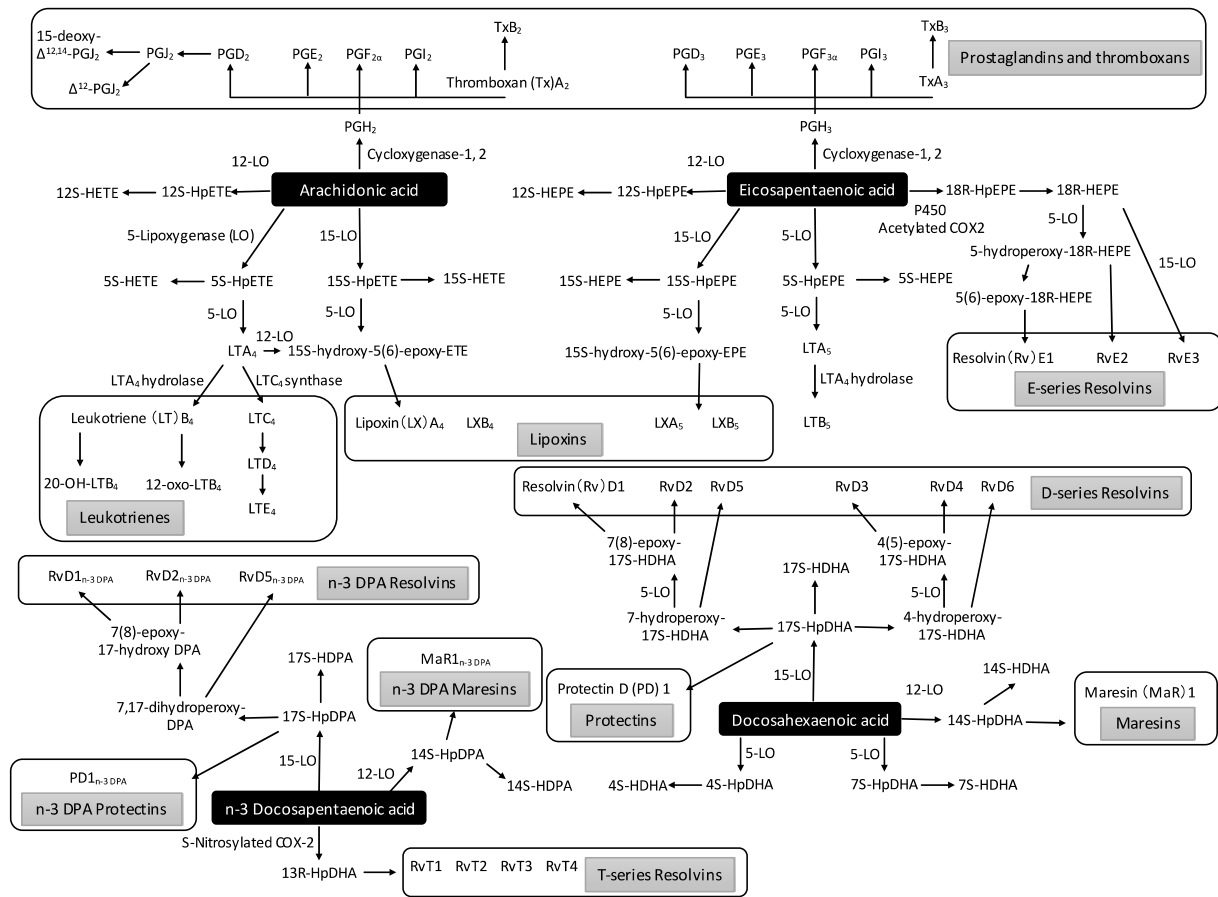 15-deoxy-
Δ12,14-PGJ2
PGJ2
PGD2
PGE2
PGF2α
PGI2
TxB2
Thromboxan (Tx)A2
Δ12-PGJ2
PGD3
PGE3
PGF3α
PGI3
TxB3
TxA3
Prostaglandins and thromboxans
PGH2
PGH3
Cycloxygenase-1, 2
Cycloxygenase-1, 2
12-LO
12-LO
12S-HETE
12S-HpETE
Arachidonic acid
12S-HEPE
12S-HpEPE
Eicosapentaenoic acid
18R-HpEPE
18R-HEPE
P450
Acetylated COX2
5-LO
5-Lipoxygenase (LO)
15-LO
15-LO
5-LO
5-hydroperoxy-18R-HEPE
15-LO
5S-HETE
5S-HpETE
15S-HpETE
15S-HETE
15S-HEPE
15S-HpEPE
5S-HpEPE
5S-HEPE
5(6)-epoxy-18R-HEPE
5-LO
5-LO
5-LO
5-LO
12-LO
LTA4
15S-hydroxy-5(6)-epoxy-ETE
15S-hydroxy-5(6)-epoxy-EPE
LTA5
Resolvin (Rv) E1
RvE2
RvE3
E-series Resolvins
LTA4 hydrolase
LTC4 synthase
LTA4 hydrolase
Leukotriene (LT) B4
LTC4
Lipoxin (LX) A4
LXB4
Lipoxins
LXA5
LXB5
LTB5
LTD4
20-OH-LTB4
12-oxo-LTB4
LTE4
Leukotrienes
Resolvin (Rv) D1
RvD2
RvD5
RvD3
RvD4
RvD6
D-series Resolvins
7(8)-epoxy-
17S-HDHA
4(5)-epoxy-
17S-HDHA
17S-HDHA
5-LO
5-LO
7-hydroperoxy-
17S-HDHA
17S-HpDHA
4-hydroperoxy-
17S-HDHA
RvD1n-3 DPA
RvD2n-3 DPA
RvD5n-3 DPA
n-3 DPA Resolvins
7(8)-epoxy-
17-hydroxy DPA
17S-HDPA
MaR1n-3 DPA
n-3 DPA Maresins
Protectin D (PD) 1
Protectins
15-LO
14S-HDHA
12-LO
Maresin (MaR) 1
Maresins
7,17-dihydroperoxy-
DPA
17S-HpDPA
Docosahexaenoic acid
14S-HpDHA
14S-HpDPA
5-LO
5-LO
15-LO
12-LO
14S-HDPA
4S-HDHA
4S-HpDHA
7S-HpDHA
7S-HDHA
PD1n-3 DPA
n-3 DPA Protectins
n-3 Docosapentaenoic acid
S-Nitrosylated COX-2
13R-HpDHA
RvT1
RvT2
RvT3
RvT4
T-series Resolvins